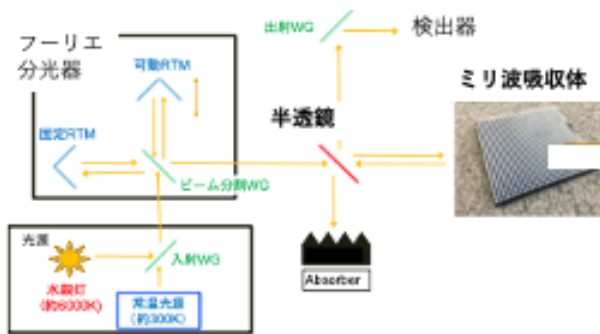 フーリエ
分光器
可動RTM
固定RTM
ビーム分割WG
出射WG
検出器
ミリ波吸収体
半透鏡
Absorber
光源
入射WG
水銀灯
(約6000K)
常温光源
(約300K)